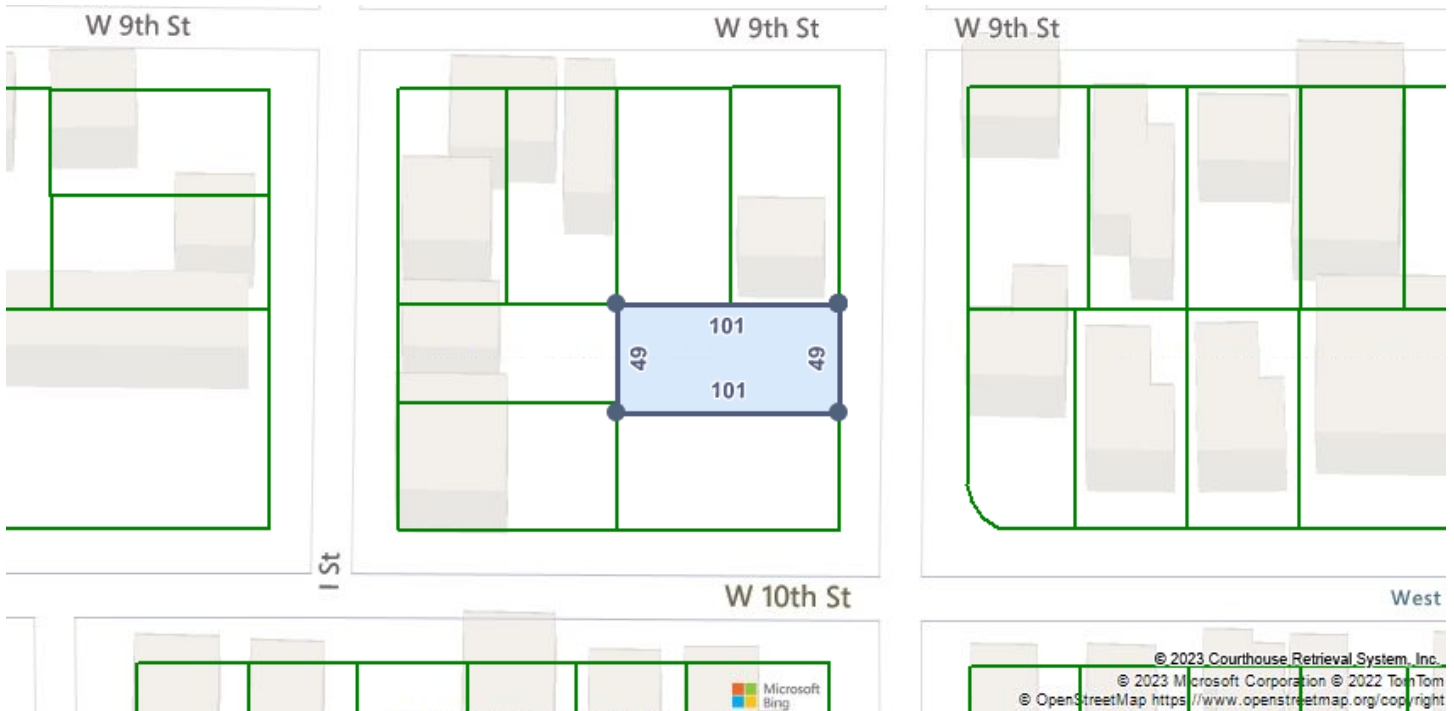 W 9th St
W 9th St
W 9th St
101
49
49
101
I St
W 10th St
West
© 2023 Courthouse Retrieval System, Inc.
Microsoft
Bing
© 2023 Microsoft Corporation © 2022 TomTom
© OpenStreetMap https://www.openstreetmap.org/copyright